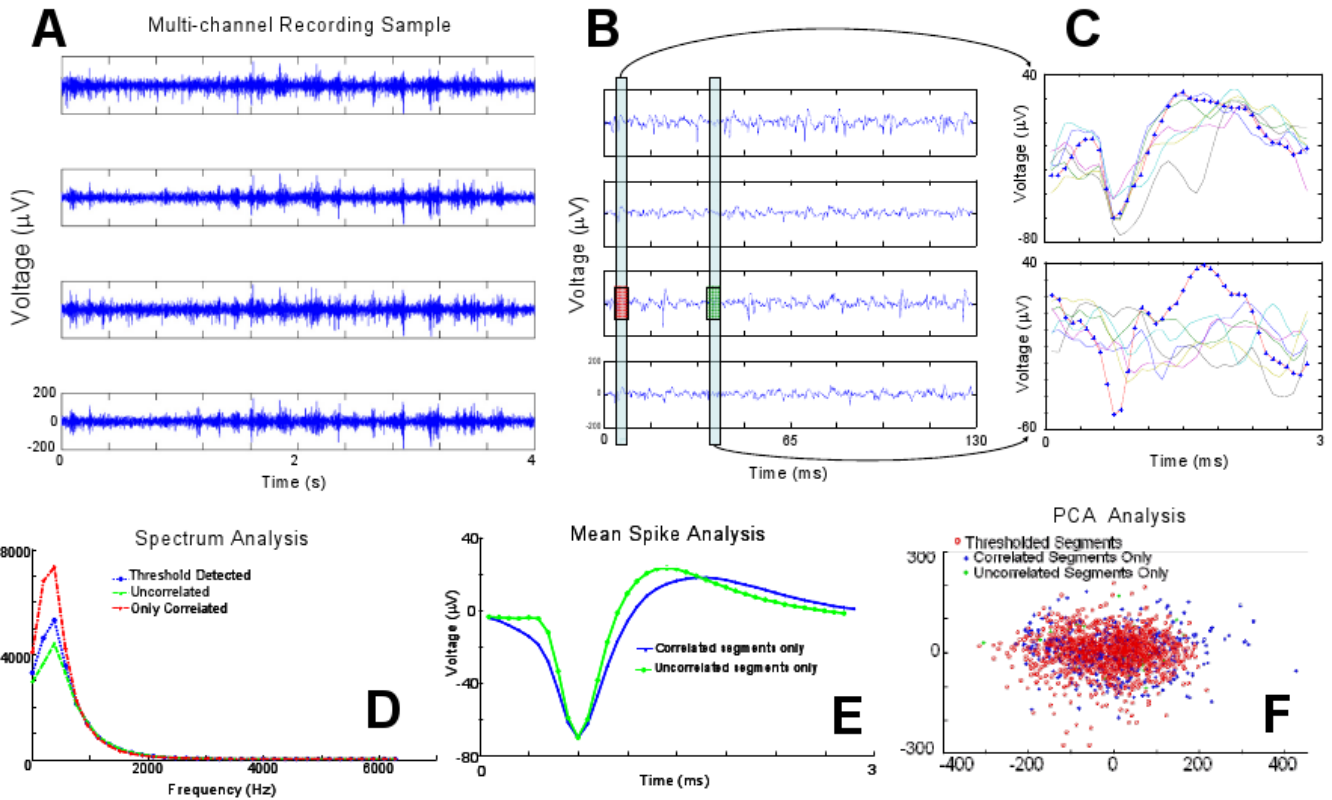 A
Multi-channel Recording Sample
Voltage (μV)
200
0
-200
0
2
4
Time (s)
B
Voltage (μV)
200
0
-200
0
65
130
Time (ms)
C
40
Voltage (μV)
-80
40
Voltage (μV)
-60
0
3
Time (ms)
Spectrum Analysis
8000
4000
0
Threshold Detected
Uncorrelated
Only Correlated
D
0
2000
4000
6000
Frequency (Hz)
Mean Spike Analysis
40
0
-40
-80
Voltage (μV)
Correlated segments only
Uncorrelated segments only
E
0
3
Time (ms)
PCA Analysis
Thresholded Segments
Correlated Segments Only
Uncorrelated Segments Only
300
0
-300
F
-400
-200
0
200
400